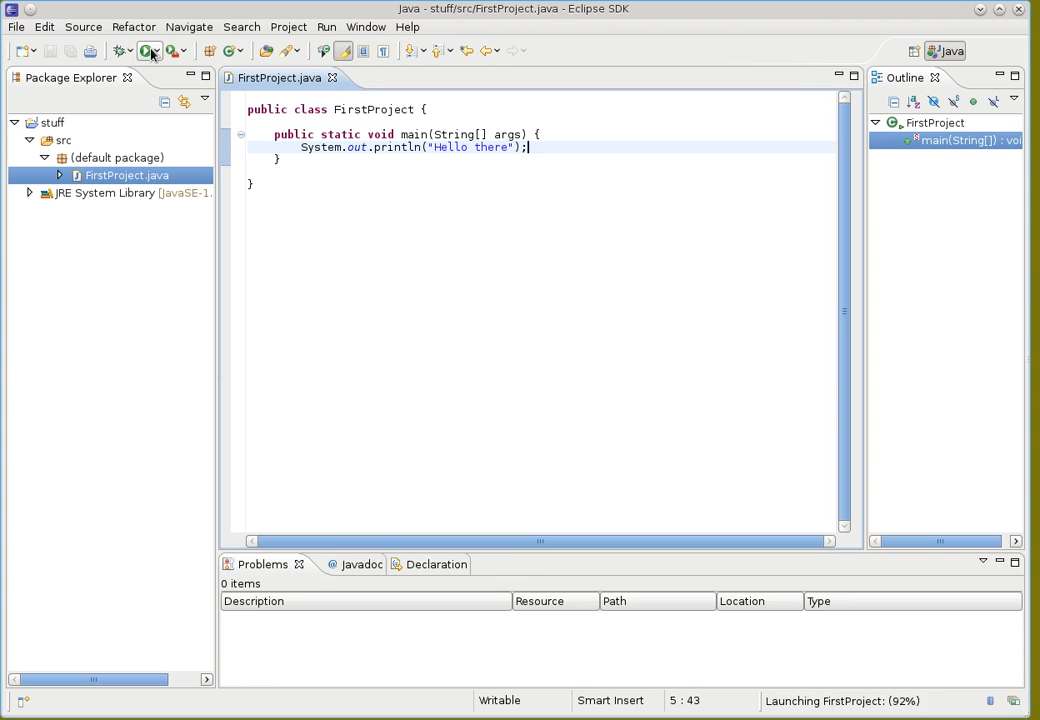 Java - stuff/src/FirstProject.java - Eclipse SDK
File Edit Source Refactor Navigate Search Project Run Window Help
Java
Package Explorer
FirstProject.java
Outline
stuff
src
(default package)
FirstProject.java
JRE System Library [JavaSE-1.
public class FirstProject {
public static void main(String[] args) {
System.out.println("Hello there");
}
}
FirstProject
main(String[]) : voi
Problems
@ Javadoc
Declaration
0 items
Description Resource Path Location Type
Writable Smart Insert 5 : 43 Launching FirstProject: (92%)